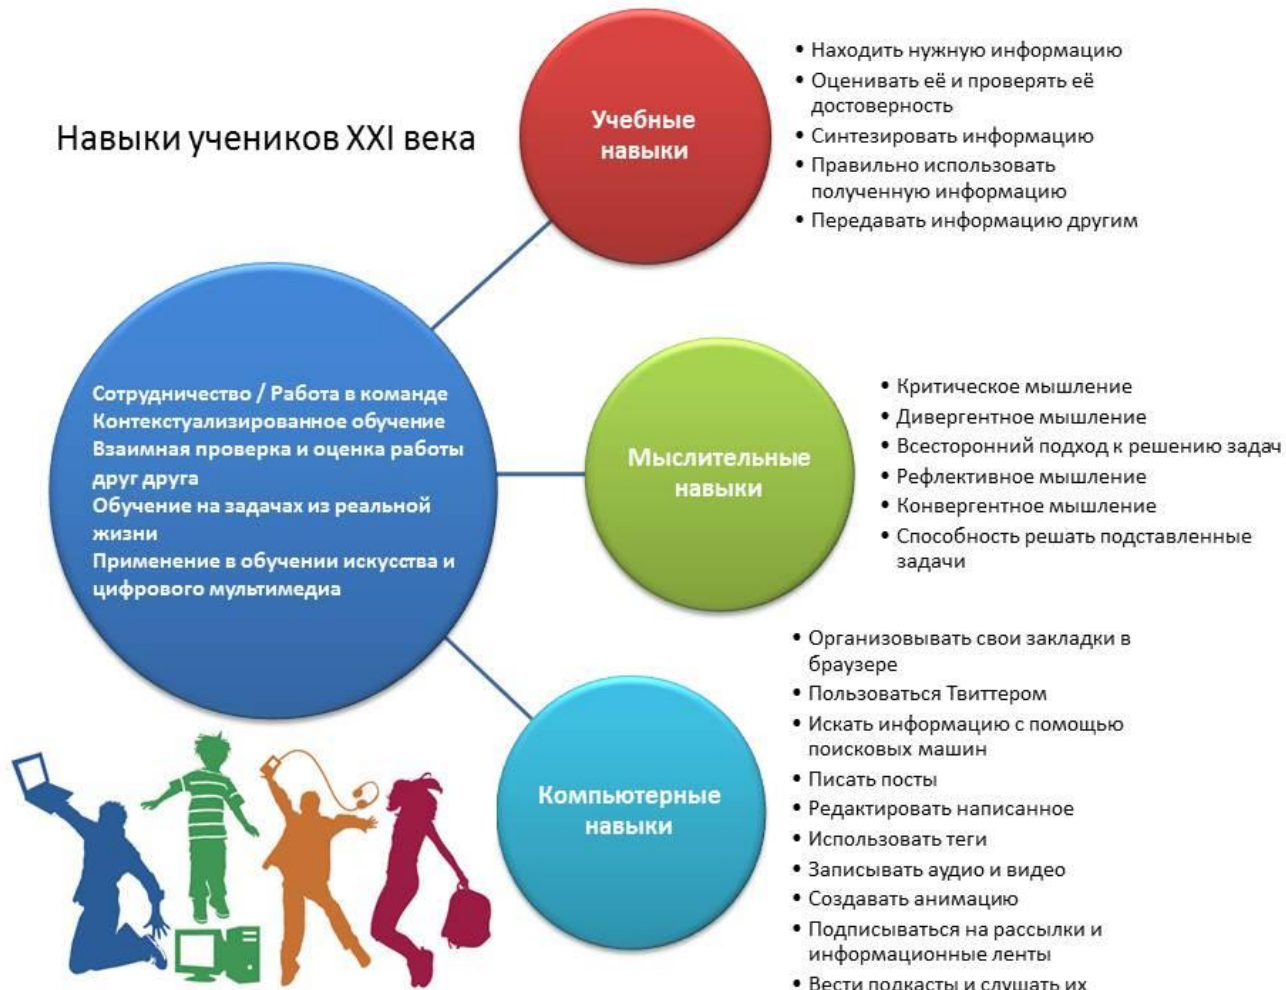 Навыки учеников XXI века
Учебные
навыки
• Находить нужную информацию
• Оценивать её и проверять её
достоверность
• Синтезировать информацию
• Правильно использовать
полученную информацию
• Передавать информацию другим
Сотрудничество / Работа в команде
Контекстуализированное обучение
Взаимная проверка и оценка работы
друг друга
Обучение на задачах из реальной
жизни
Применение в обучении искусства и
цифрового мультимедиа
Мыслительные
навыки
• Критическое мышление
• Дивергентное мышление
• Всесторонний подход к решению задач
• Рефлективное мышление
• Конвергентное мышление
• Способность решать подставленные
задачи
Компьютерные
навыки
• Организовывать свои закладки в
браузере
• Пользоваться Твиттером
• Искать информацию с помощью
поисковых машин
• Писать посты
• Редактировать написанное
• Использовать теги
• Записывать аудио и видео
• Создавать анимацию
• Подписываться на рассылки и
информационные ленты
• Вести подкасты и слушать их